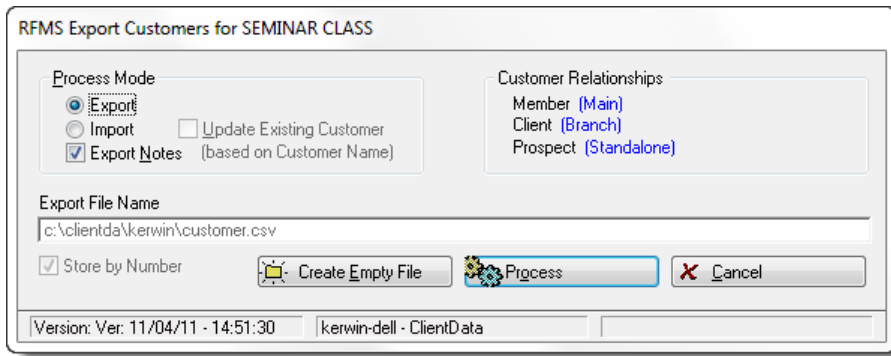 RFMS Export Customers for SEMINAR CLASS
Process Mode
Export
Import Update Existing Customer
Export Notes (based on Customer Name)
Customer Relationships
Member (Main)
Client (Branch)
Prospect (Standalone)
Export File Name
c:\clientda\kerwin\customer.csv
Store by Number Create Empty File Process Cancel
Version: Ver: 11/04/11 - 14:51:30 kerwin-dell - ClientData